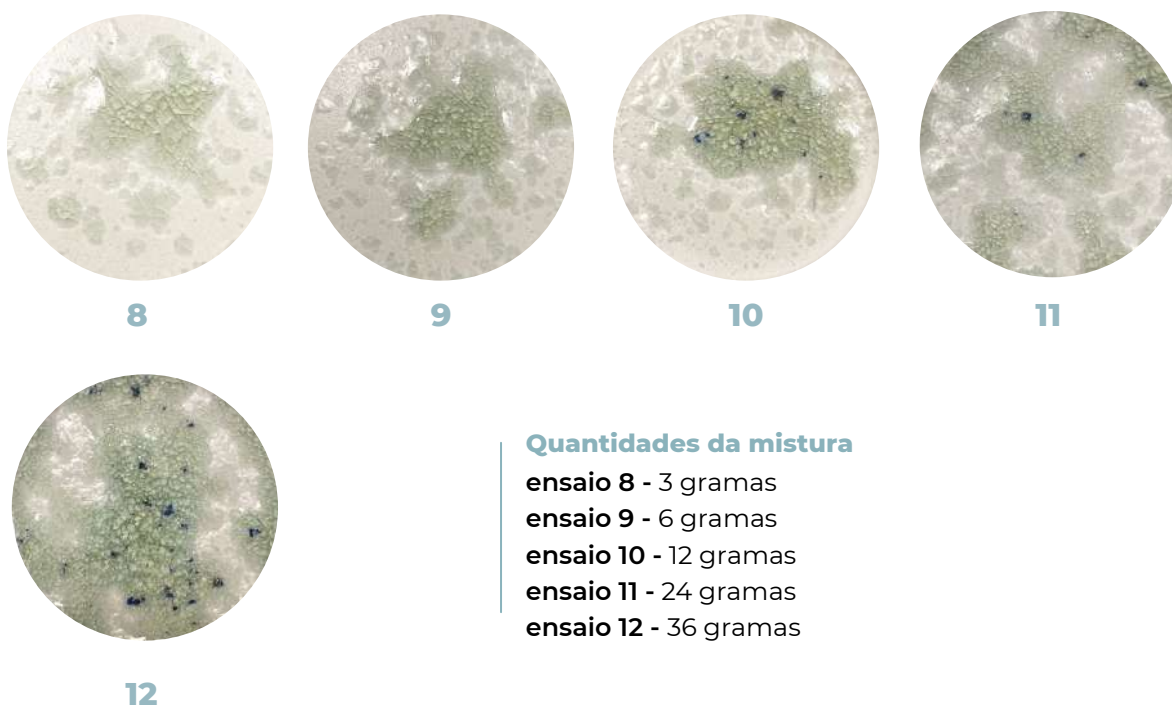 8
9
10
11
12
Quantidades da mistura
ensaio 8 - 3 gramas
ensaio 9 - 6 gramas
ensaio 10 - 12 gramas
ensaio 11 - 24 gramas
ensaio 12 - 36 gramas